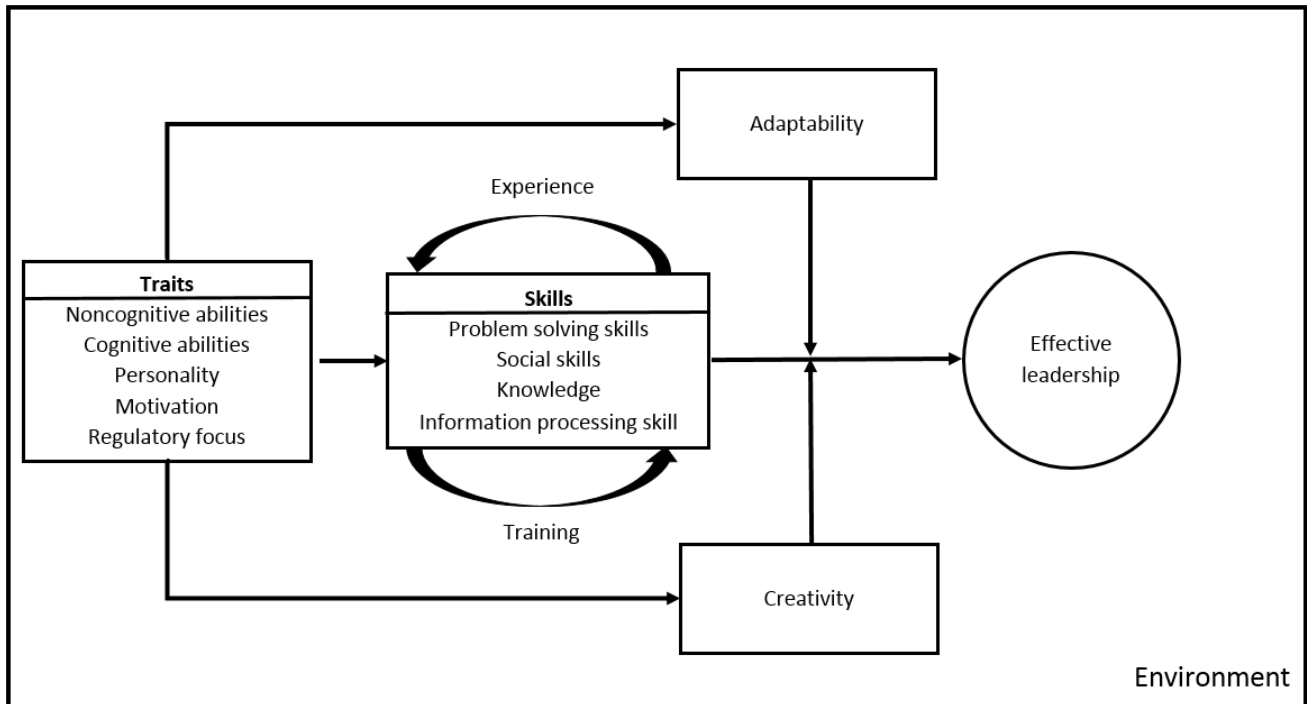 Adaptability
Experience
Traits
Noncognitive abilities
Cognitive abilities
Personality
Motivation
Regulatory focus
Skills
Problem solving skills
Social skills
Knowledge
Information processing skill
Effective
leadership
Training
Creativity
Environment